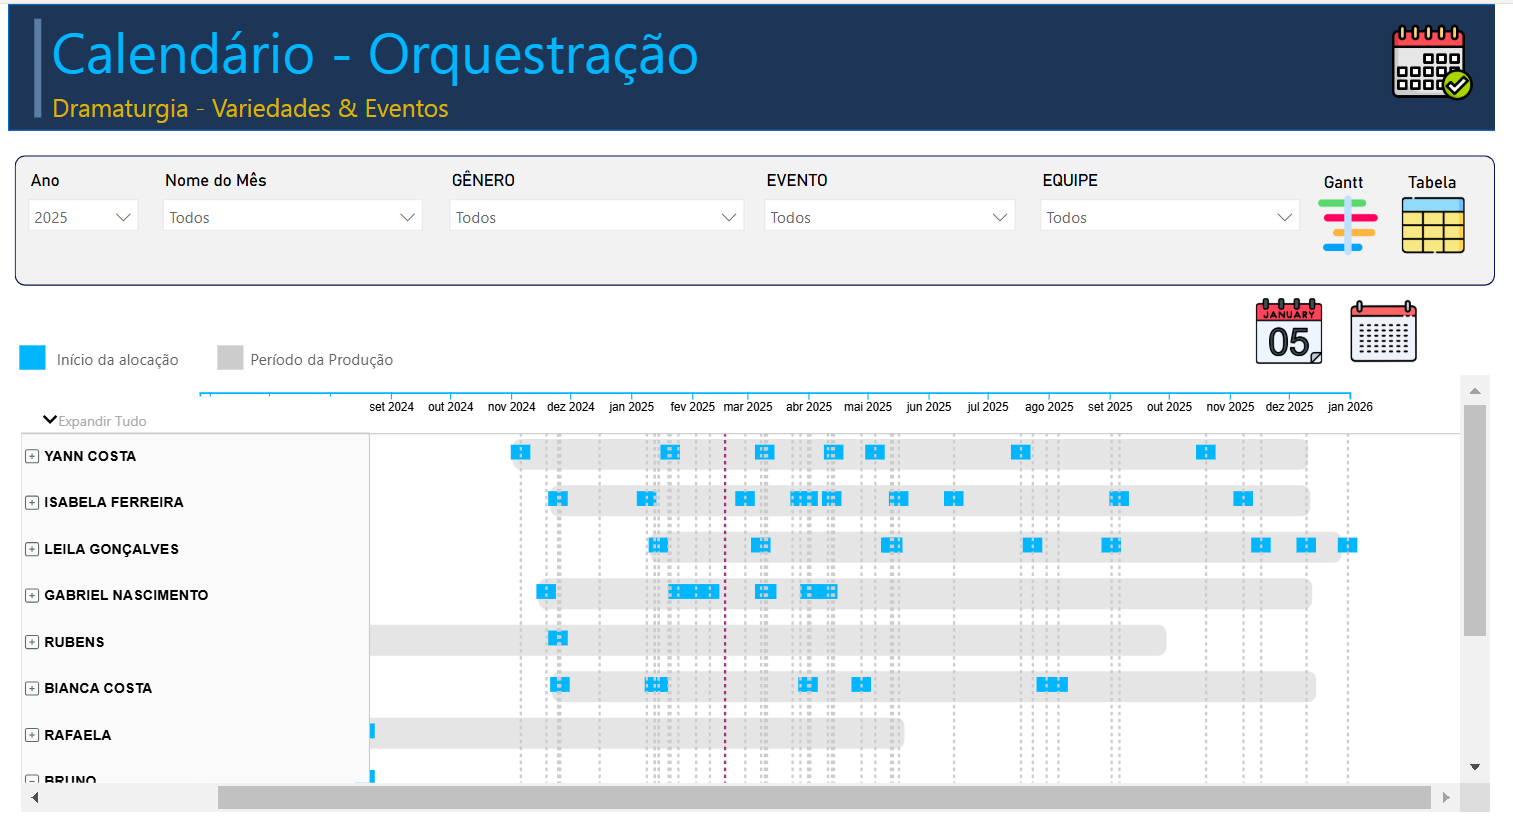 Calendário - Orquestração
Dramaturgia - Variedades & Eventos
Ano
Nome do Mês
GÊNERO
EVENTO
EQUIPE
Gantt
Tabela
2025
Todos
Todos
Todos
Todos
JANUARY
05
Início da alocação
Período da Produção
set 2024 out 2024 nov 2024 dez 2024 jan 2025 fev 2025 mar 2025 abr 2025 mai 2025 jun 2025 jul 2025 ago 2025 set 2025 out 2025 nov 2025 dez 2025 jan 2026
Expandir Tudo
YANN COSTA
ISABELA FERREIRA
LEILA GONÇALVES
GABRIEL NASCIMENTO
RUBENS
BIANCA COSTA
RAFAELA
BRUNO